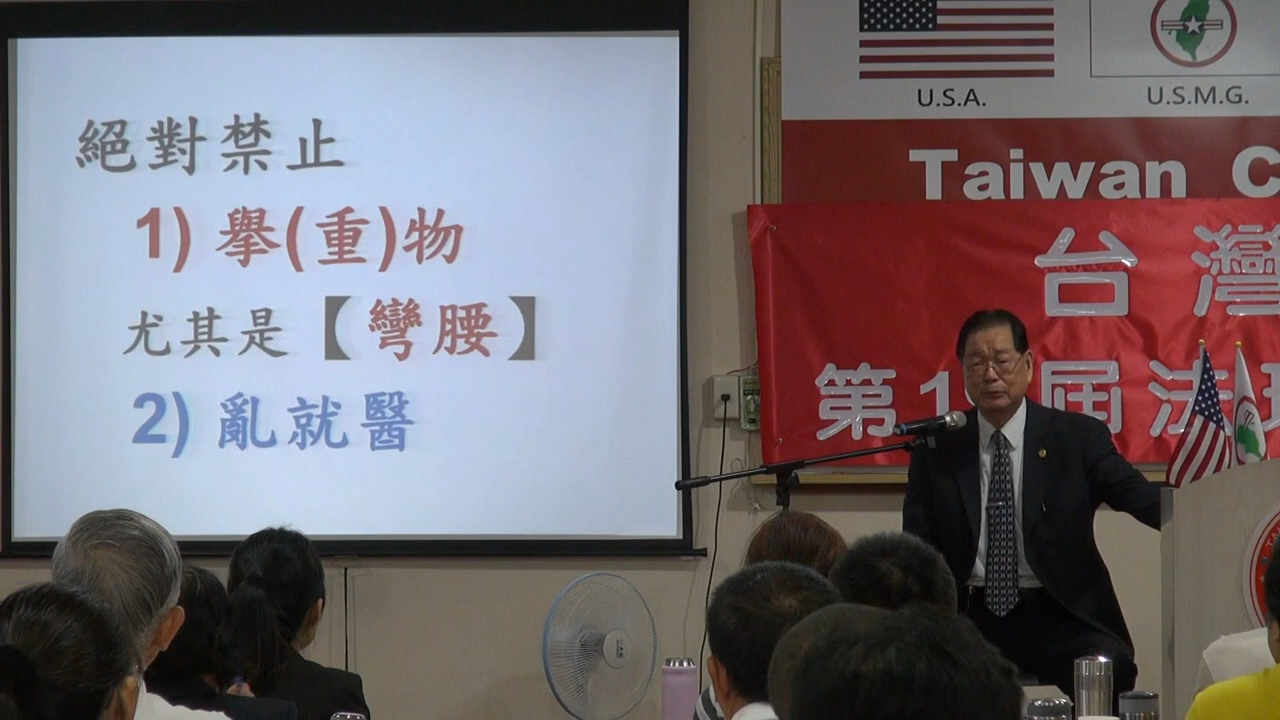 絕對禁止
1) 舉(重)物
尤其是【彎腰】
2) 亂就醫
U.S.A.
U.S.M.G.
Taiwan C
台灣
第1 屆法